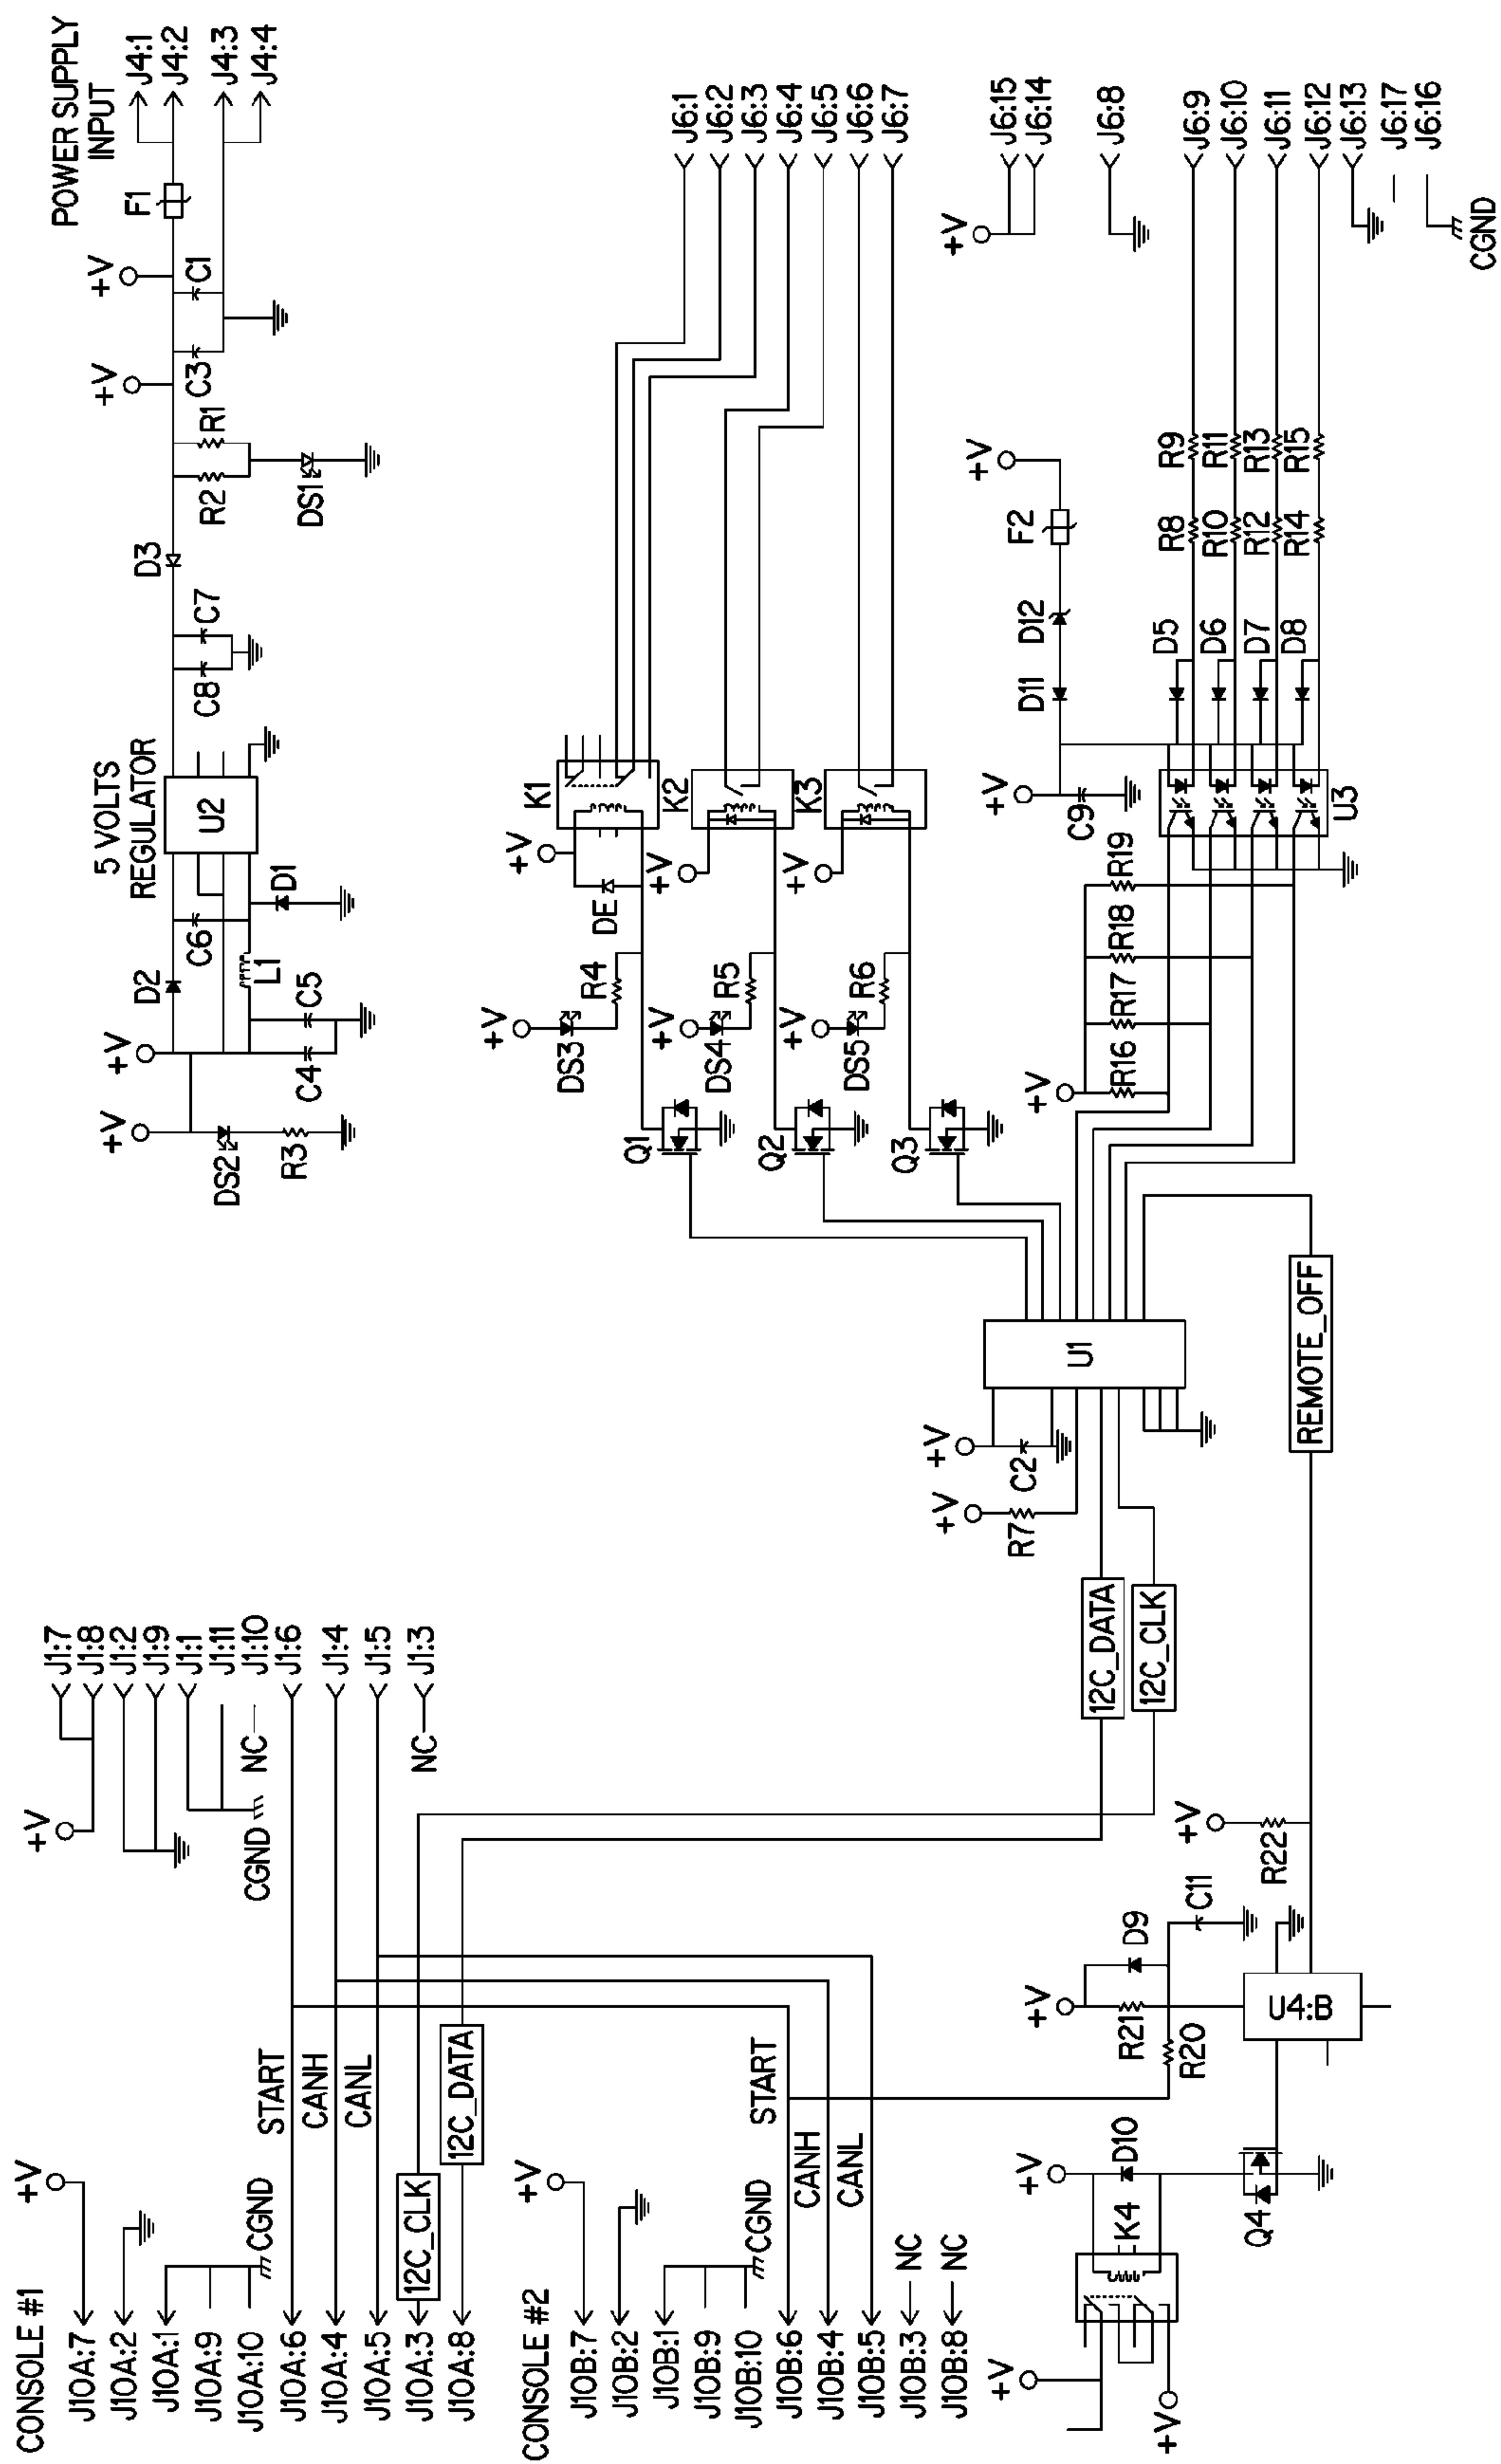 CONSOLE #1
+V
J10A:7
J10A:2
J10A:1
J10A:9
J10A:10
J10A:6
J10A:4
J10A:5
J10A:3
J10A:8
CGND
START
CANH
CANL
12C_CLK
12C_DATA
+V
J1:7
J1:8
J1:2
J1:9
J1:1
J1:11
J1:10
J1:6
J1:4
J1:5
J1:3
NC
NC
CGND
CONSOLE #2
+V
J10B:7
J10B:2
J10B:1
J10B:9
J10B:10
J10B:6
J10B:4
J10B:5
J10B:3
J10B:8
CGND
START
CANH
CANL
NC
NC
+V
+V
+V
K4
D10
Q4
+V
R21
R20
D9
C11
U4:B
+V
R22
12C_DATA
12C_CLK
REMOTE_OFF
+V
R7
+V
C2
U1
+V
DS2
R3
+V
C4
C5
D2
C6
L1
D1
5 VOLTS
REGULATOR
U2
C8
C7
D3
R2
R1
DS1
+V
C3
+V
C1
F1
POWER SUPPLY
INPUT
J4:1
J4:2
J4:3
J4:4
Q1
Q2
Q3
+V
DS3
R4
+V
DS4
R5
+V
DS5
R6
DE
+V
K1
+V
K2
+V
K3
J6:1
J6:2
J6:3
J6:4
J6:5
J6:6
J6:7
+V
R16
R17
R18
R19
+V
C9
D11
D12
F2
+V
U3
D5
D6
D7
D8
R8
R9
R10
R11
R12
R13
R14
R15
+V
J6:15
J6:14
J6:8
J6:9
J6:10
J6:11
J6:12
J6:13
J6:17
J6:16
CGND